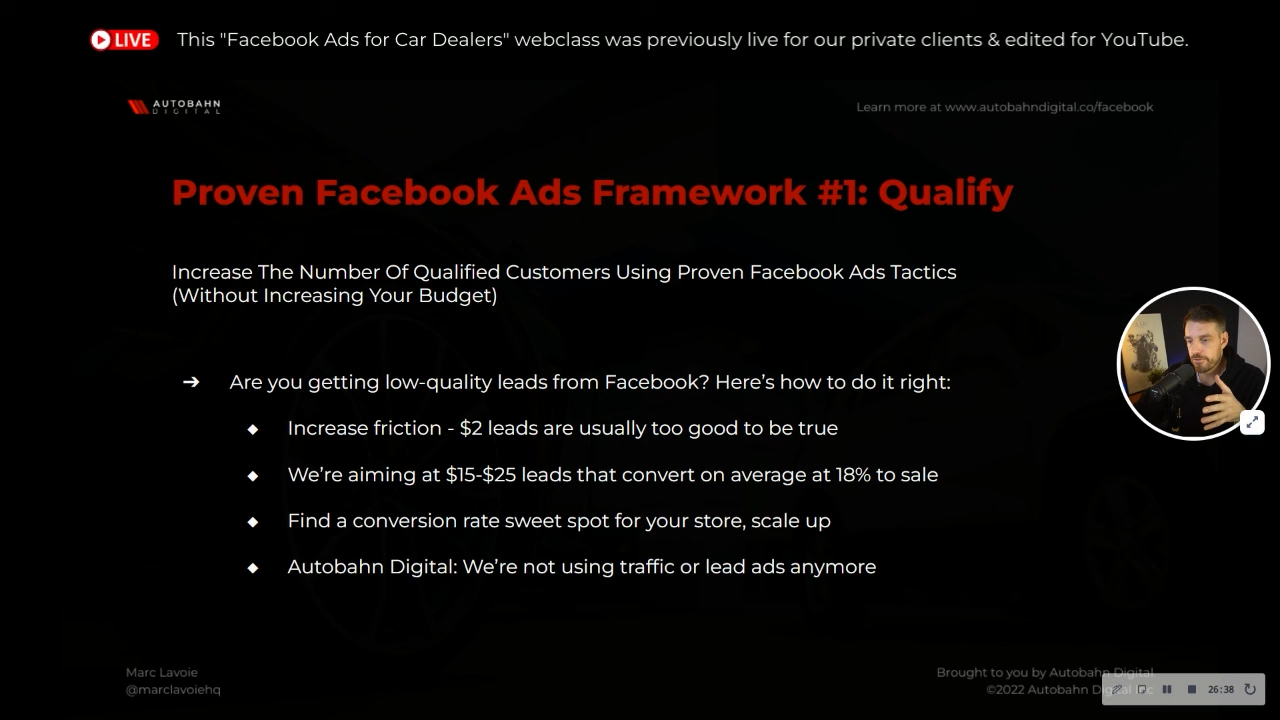 LIVE
This "Facebook Ads for Car Dealers" webclass was previously live for our private clients & edited for YouTube.
AUTOBAHN
DIGITAL
Learn more at www.autobahndigital.co/facebook
Proven Facebook Ads Framework #1: Qualify
Increase The Number Of Qualified Customers Using Proven Facebook Ads Tactics
(Without Increasing Your Budget)
➔ Are you getting low-quality leads from Facebook? Here’s how to do it right:
◆ Increase friction - $2 leads are usually too good to be true
◆ We’re aiming at $15-$25 leads that convert on average at 18% to sale
◆ Find a conversion rate sweet spot for your store, scale up
◆ Autobahn Digital: We’re not using traffic or lead ads anymore
Marc Lavoie
@marclavoiehq
Brought to you by Autobahn Digital
©2022 Autobahn Digital Inc
26:38